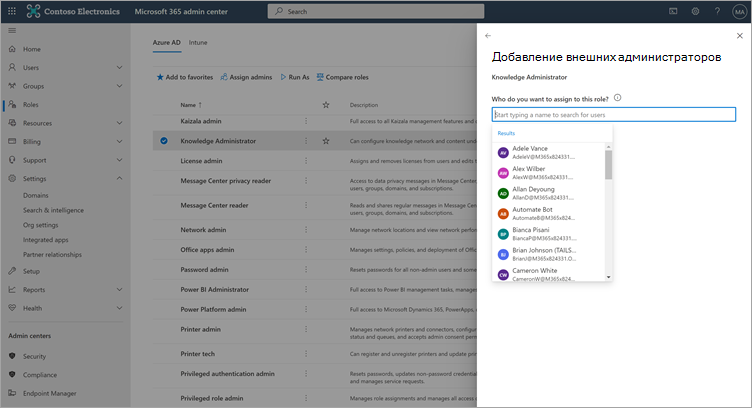 Contoso Electronics
Microsoft 365 admin center
Search
MA
Home
Users
Groups
Roles
Resources
Billing
Support
Settings
Domains
Search & intelligence
Org settings
Integrated apps
Partner relationships
Setup
Reports
Health
Admin centers
Security
Compliance
Endpoint Manager
Azure AD
Intune
Add to favorites
Assign admins
Run As
Compare roles
Name ↑
Description
Kaizala admin
Full access to all Kaizala management features and
Knowledge Administrator
Can configure knowledge network and content under
License admin
Assigns and removes licenses from users and edits t
Message Center privacy reader
Access to data privacy messages in Message Center
users, groups, domains, and subscriptions.
Message Center reader
Reads and shares regular messages in Message Center
users, groups, domains, and subscriptions.
Network admin
Manage network locations and view network perform
Office apps admin
Manages settings, policies, and deployment of Office
Password admin
Resets passwords for all non-admin users and some
Power BI Administrator
Full access to Power BI management tasks, manages
Power Platform admin
Full access to Microsoft Dynamics 365, PowerApps,
Printer admin
Manages network printers and connectors, configures
status and queues, and accepts admin consent permi
Printer tech
Can register and unregister printers and update print
Privileged authentication admin
Resets passwords, updates non-password credentials
and manages service requests.
Privileged role admin
Manages role assignments and manages all access c
Добавление внешних администраторов
Knowledge Administrator
Who do you want to assign to this role?
Start typing a name to search for users
Results
AV
Adele Vance
AdeleV@M365x824331....
AW
Alex Wilber
AlexW@M365x824331....
AD
Allan Deyoung
AllanD@M365x824331....
AB
Automate Bot
AutomateB@M365x824...
BP
Bianca Pisani
BiancaP@M365x824331....
BJ
Brian Johnson (TAILS...
BrianJ@M365x824331.O...
CW
Cameron White
CameronW@M365x8243...